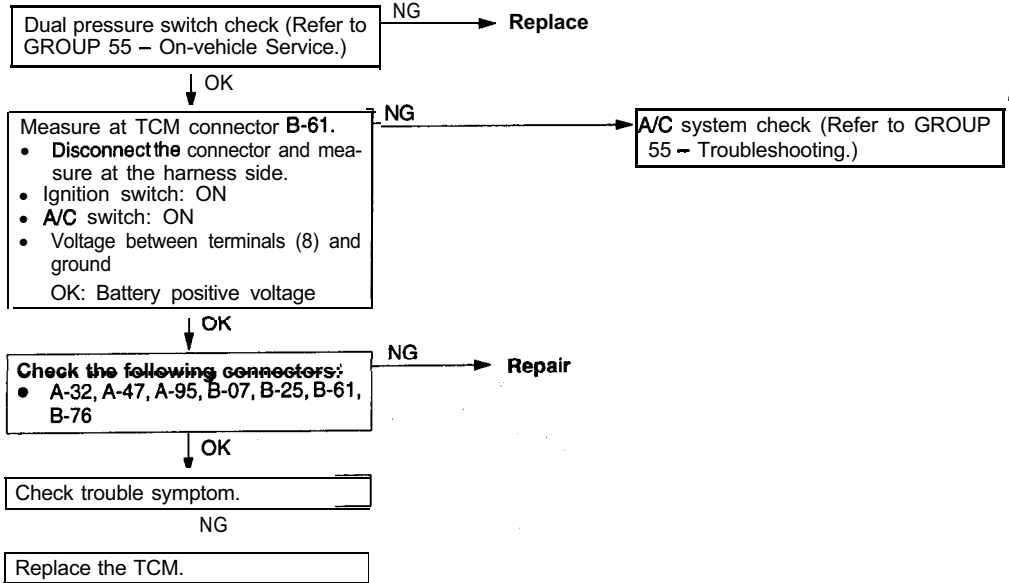 Dual pressure switch check (Refer to
GROUP 55 – On-vehicle Service.)
NG
Replace
OK
Measure at TCM connector B-61.
• Disconnect the connector and mea-
sure at the harness side.
• Ignition switch: ON
• A/C switch: ON
• Voltage between terminals (8) and
ground
OK: Battery positive voltage
NG
A/C system check (Refer to GROUP
55 – Troubleshooting.)
OK
Check the following connectors:
• A-32, A-47, A-95, B-07, B-25, B-61,
B-76
NG
Repair
OK
Check trouble symptom.
NG
Replace the TCM.